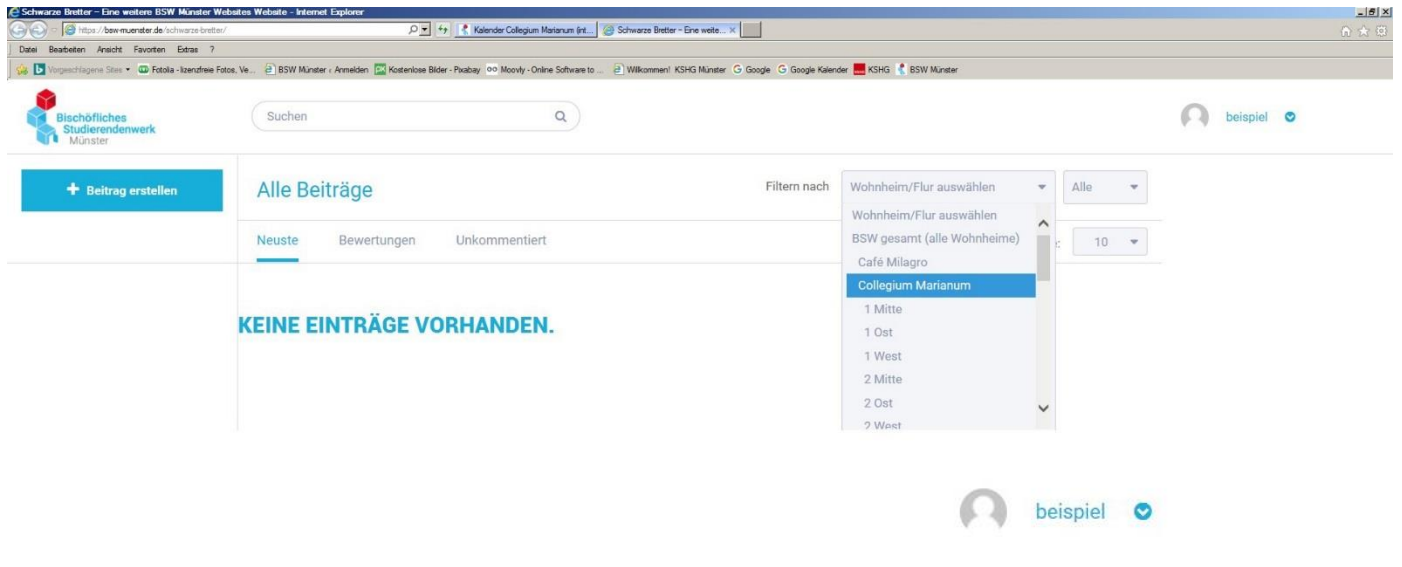 Schwarze Bretter – Eine weitere BSW Münster Websites Website - Internet Explorer
https://bsw-muenster.de/schwarze-bretter/
Kalender Collegium Marianum (int...
Schwarze Bretter – Eine weite...
Datei Bearbeiten Ansicht Favoriten Extras ?
Vorgeschlagene Sites
Fotolia - lizenzfreie Fotos, Ve...
BSW Münster ‹ Anmelden
Kostenlose Bilder - Pixabay
Moovly - Online Software to ...
Willkommen! KSHG Münster
Google
Google Kalender
KSHG
BSW Münster
Bischöfliches
Studierendenwerk
Münster
Suchen
beispiel
+ Beitrag erstellen
Alle Beiträge
Filtern nach
Wohnheim/Flur auswählen
Alle
Neuste
Bewertungen
Unkommentiert
10
Wohnheim/Flur auswählen
BSW gesamt (alle Wohnheime)
Café Milagro
Collegium Marianum
1 Mitte
1 Ost
1 West
2 Mitte
2 Ost
2 West
KEINE EINTRÄGE VORHANDEN.
beispiel